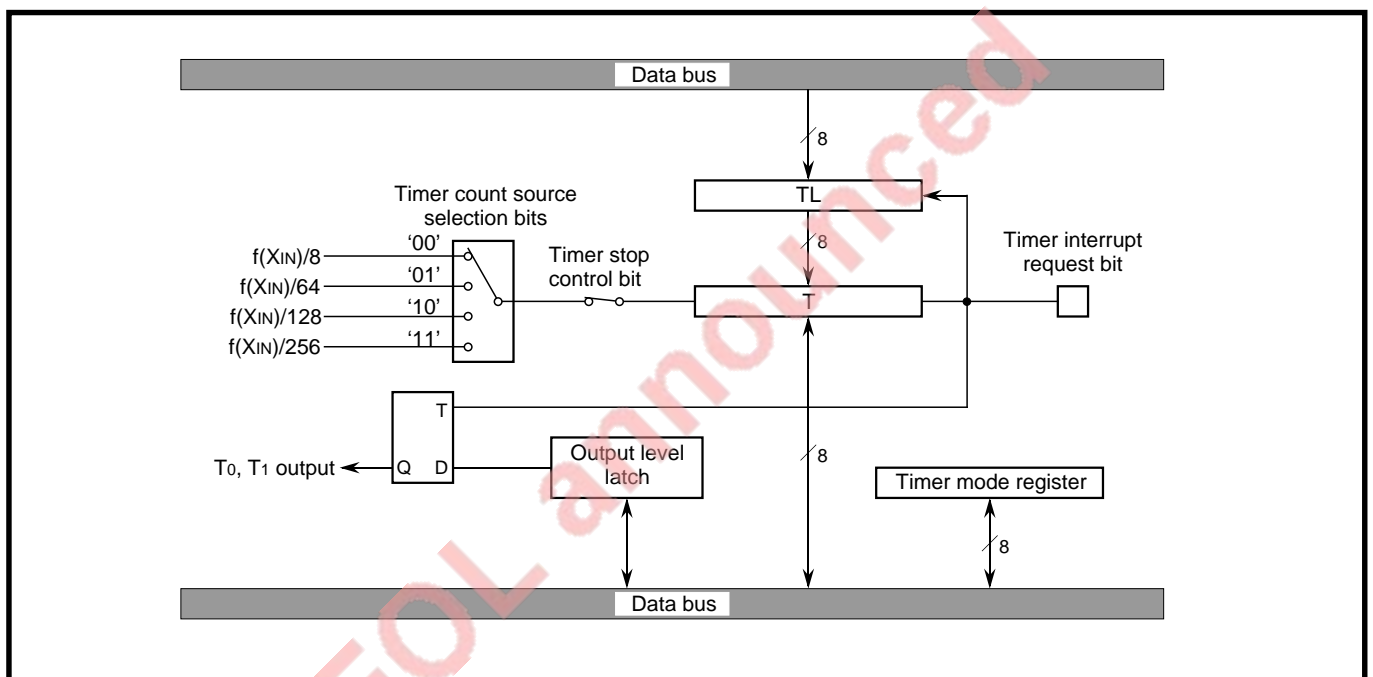 Data bus
8
TL
Timer count source
selection bits
8
Timer interrupt
request bit
Timer stop
control bit
f(XIN)/8
'00'
f(XIN)/64
'01'
f(XIN)/128
'10'
f(XIN)/256
'11'
T
T
Q
D
T0, T1 output
Output level
latch
8
Timer mode register
8
Data bus
EOL announced